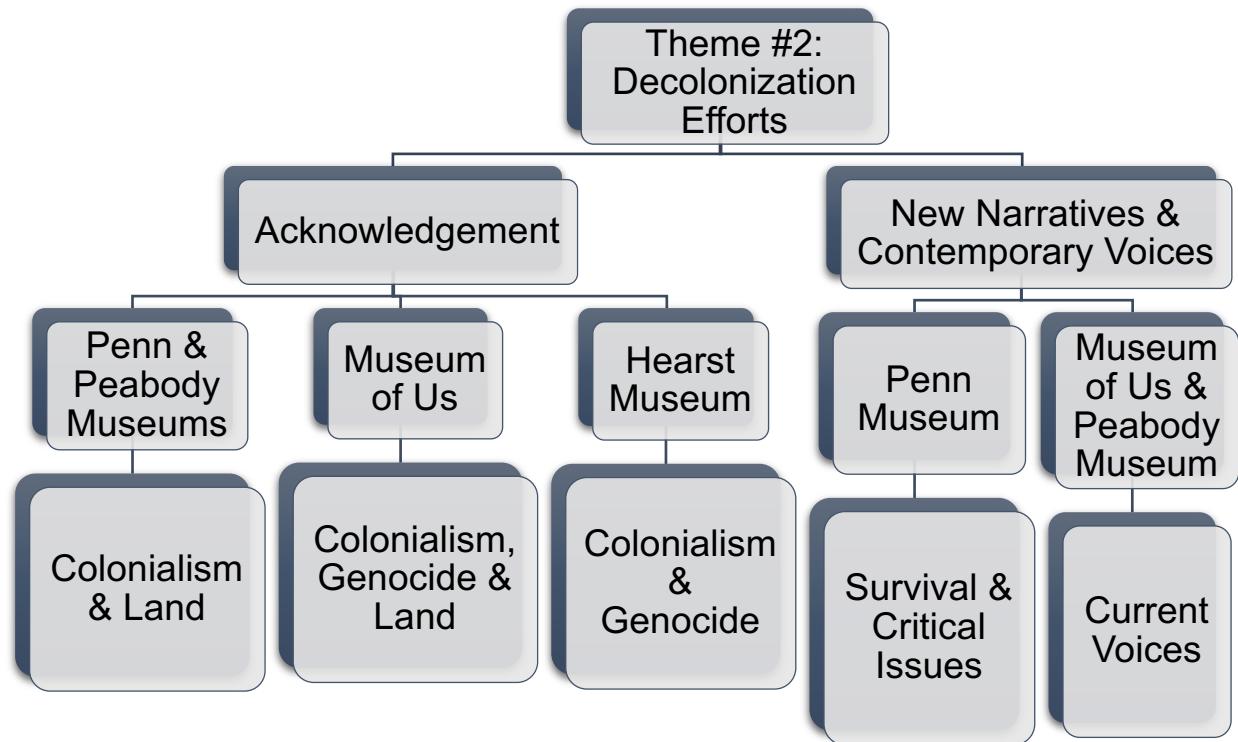 Theme #2:
Decolonization
Efforts
Acknowledgement
New Narratives &
Contemporary Voices
Penn &
Peabody
Museums
Museum
of Us
Hearst
Museum
Penn
Museum
Museum
of Us &
Peabody
Museum
Colonialism
& Land
Colonialism,
Genocide &
Land
Colonialism
&
Genocide
Survival &
Critical
Issues
Current
Voices